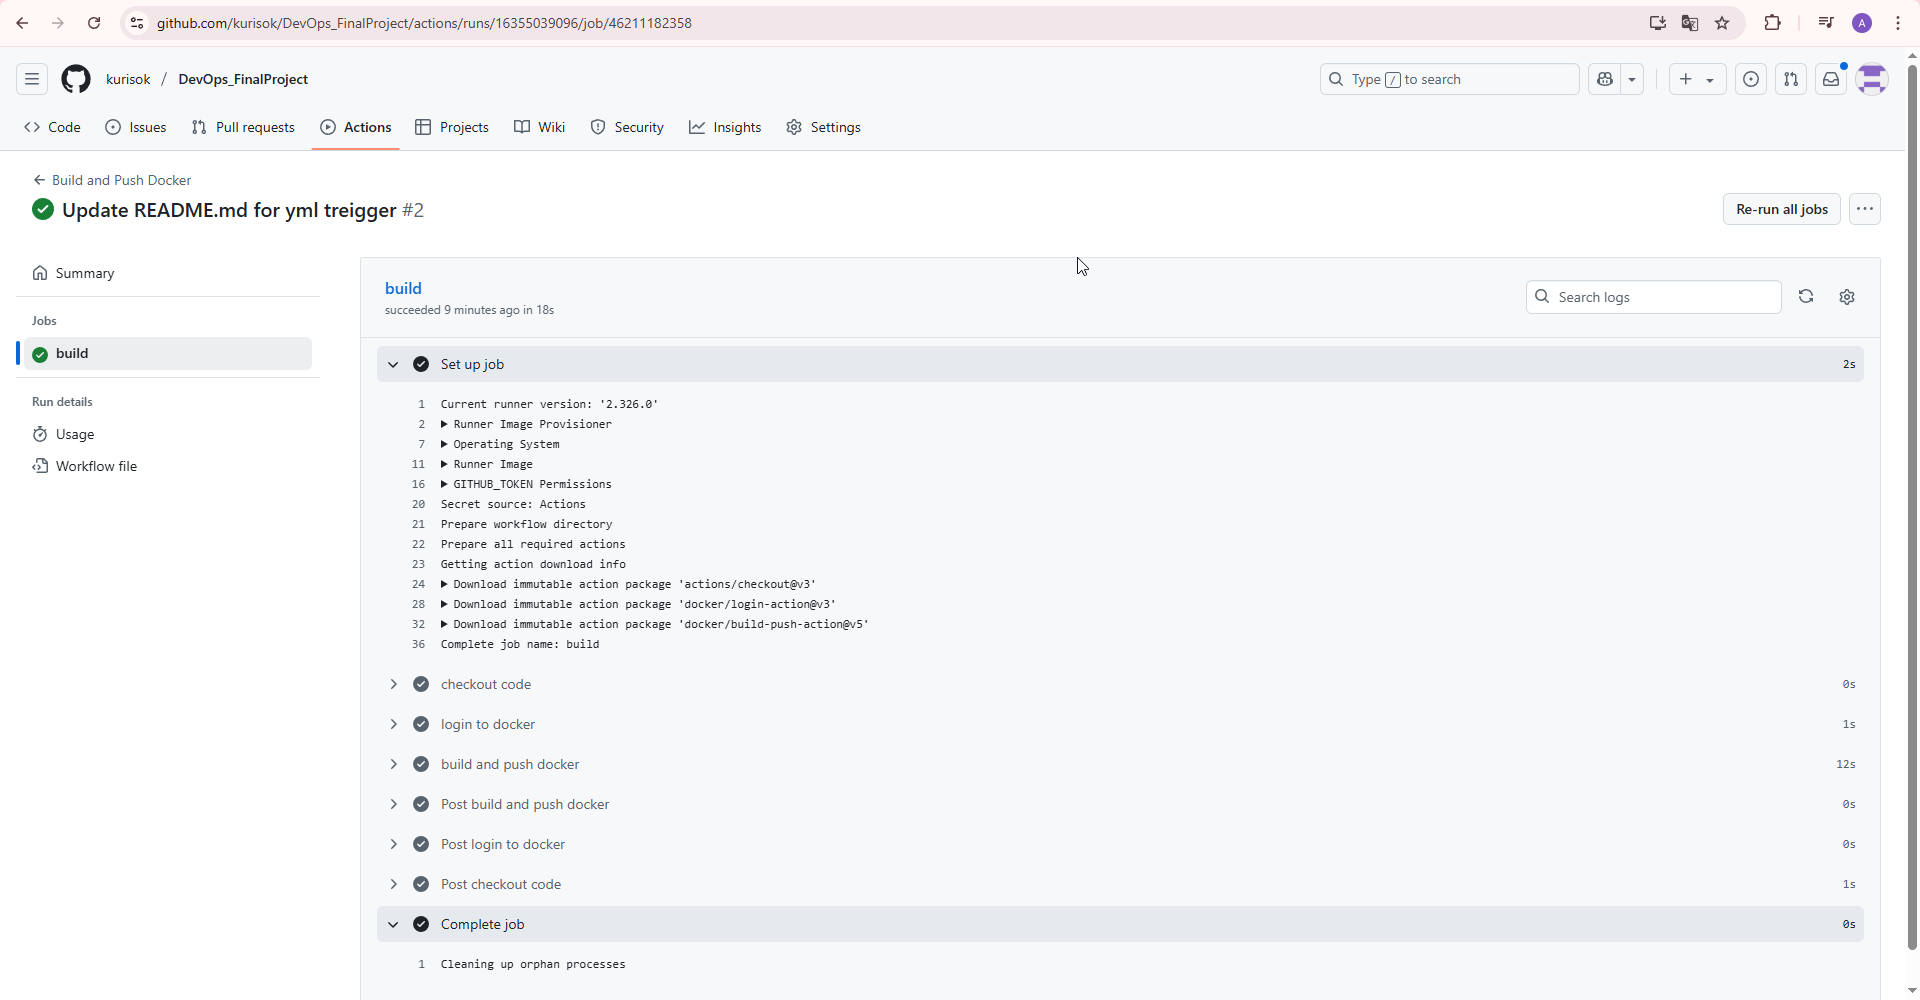 github.com/kurisok/DevOps_FinalProject/actions/runs/16355039096/job/46211182358
A
kurisok / DevOps_FinalProject
Type / to search
Code Issues Pull requests Actions Projects Wiki Security Insights Settings
Build and Push Docker
Update README.md for yml treigger #2
Re-run all jobs
Summary
Jobs
build
Run details
Usage
Workflow file
build
succeeded 9 minutes ago in 18s
Search logs
Set up job 2s
1 Current runner version: '2.326.0'
2 Runner Image Provisioner
7 Operating System
11 Runner Image
16 GITHUB_TOKEN Permissions
20 Secret source: Actions
21 Prepare workflow directory
22 Prepare all required actions
23 Getting action download info
24 Download immutable action package 'actions/checkout@v3'
28 Download immutable action package 'docker/login-action@v3'
32 Download immutable action package 'docker/build-push-action@v5'
36 Complete job name: build
checkout code 0s
login to docker 1s
build and push docker 12s
Post build and push docker 0s
Post login to docker 0s
Post checkout code 1s
Complete job 0s
1 Cleaning up orphan processes